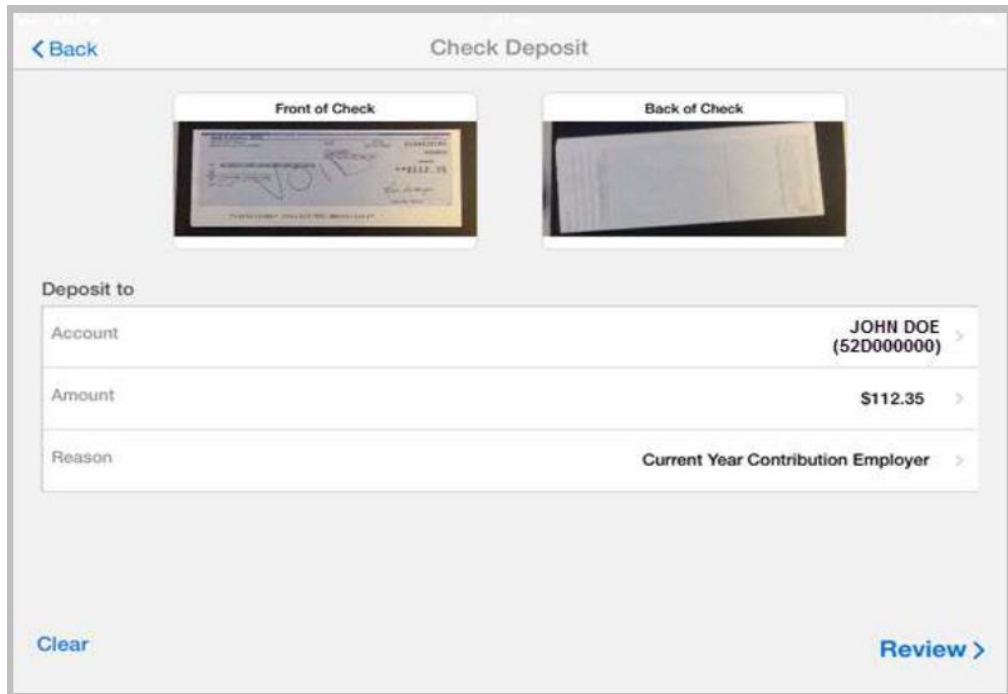 Back
Check Deposit
Front of Check
Back of Check
VOID
**$112.35
Deposit to
Account
JOHN DOE
(52D000000)
Amount
$112.35
Reason
Current Year Contribution Employer
Clear
Review